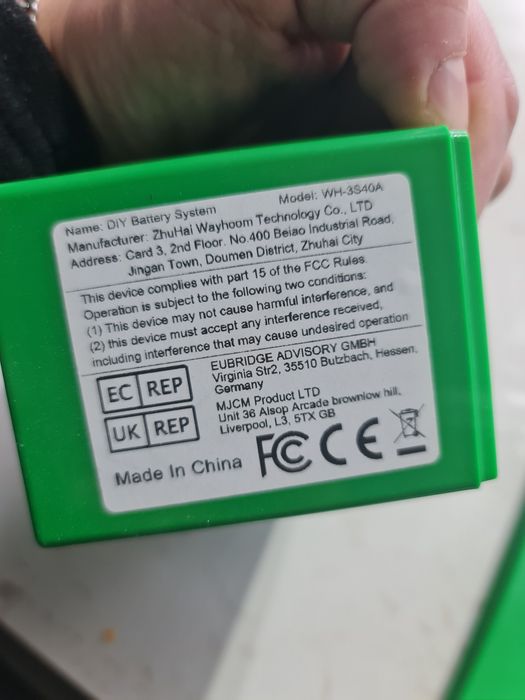 Name: DIY Battery System Model: WH-3S40A
Manufacturer: ZhuHai Wayhoom Technology Co., LTD
Address: Card 3, 2nd Floor. No.400 Beiao Industrial Road,
Jingan Town, Doumen District, Zhuhai City
This device complies with part 15 of the FCC Rules.
Operation is subject to the following two conditions:
(1) This device may not cause harmful interference, and
(2) this device must accept any interference received,
including interference that may cause undesired operation
EC REP
EUBRIDGE ADVISORY GMBH
Virginia Str2, 35510 Butzbach, Hessen,
Germany
UK REP
MJCM Product LTD
Unit 36 Alsop Arcade brownlow hill,
Liverpool, L3, 5TX GB
Made In China FC CE